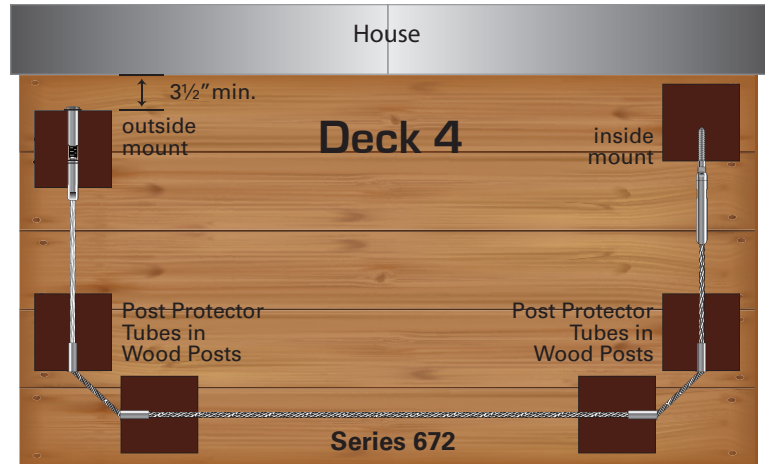 House
3½" min.
outside
mount
Deck 4
inside
mount
Post Protector
Tubes in
Wood Posts
Post Protector
Tubes in
Wood Posts
Series 672